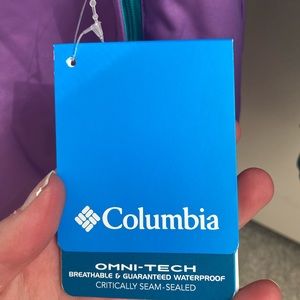 Columbia
OMNI-TECH
BREATHABLE & GUARANTEED WATERPROOF
CRITICALLY SEAM-SEALED